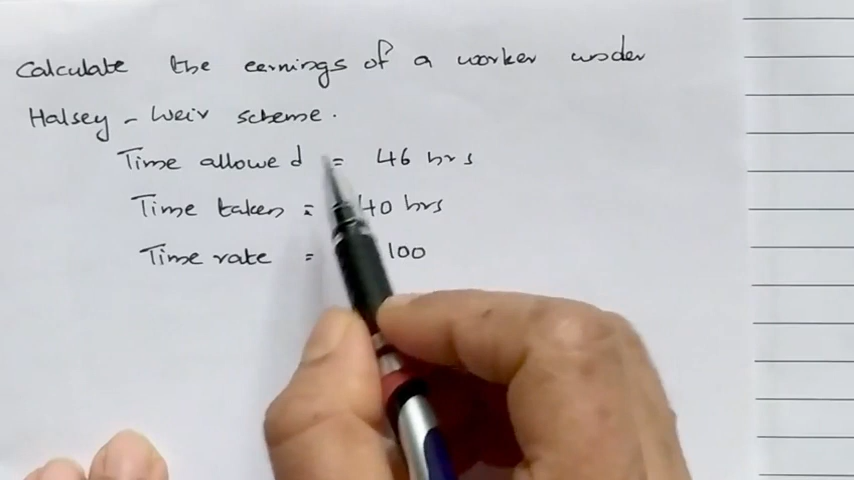 Calculate the earnings of a worker under
Halsey - Weir scheme.
Time allowed = 46 hrs
Time taken = 40 hrs
Time rate = 100